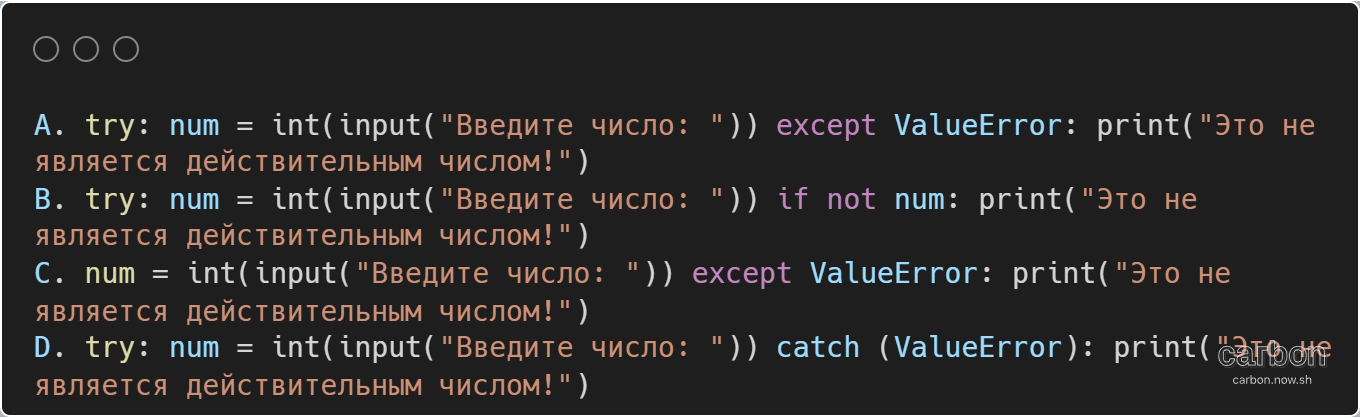 A. try: num = int(input("Введите число: ")) except ValueError: print("Это не
является действительным числом!")
B. try: num = int(input("Введите число: ")) if not num: print("Это не
является действительным числом!")
C. num = int(input("Введите число: ")) except ValueError: print("Это не
является действительным числом!")
D. try: num = int(input("Введите число: ")) catch (ValueError): print("Это не
является действительным числом!")
carbon
carbon.now.sh